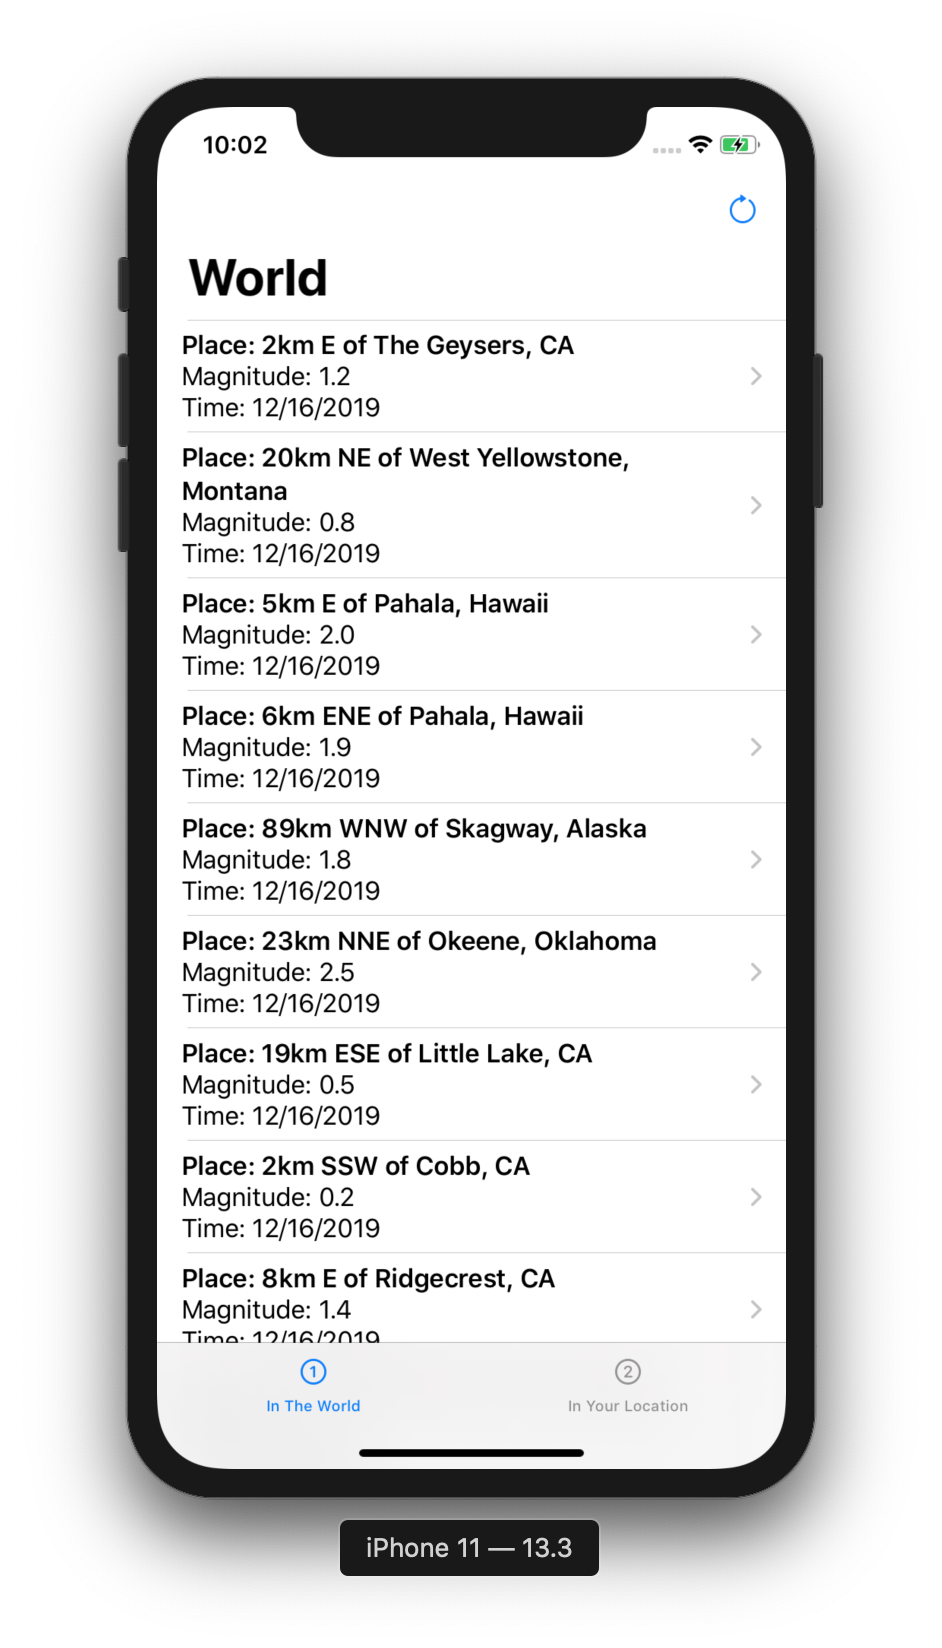 10:02
World
Place: 2km E of The Geysers, CA
Magnitude: 1.2
Time: 12/16/2019
Place: 20km NE of West Yellowstone,
Montana
Magnitude: 0.8
Time: 12/16/2019
Place: 5km E of Pahala, Hawaii
Magnitude: 2.0
Time: 12/16/2019
Place: 6km ENE of Pahala, Hawaii
Magnitude: 1.9
Time: 12/16/2019
Place: 89km WNW of Skagway, Alaska
Magnitude: 1.8
Time: 12/16/2019
Place: 23km NNE of Okeene, Oklahoma
Magnitude: 2.5
Time: 12/16/2019
Place: 19km ESE of Little Lake, CA
Magnitude: 0.5
Time: 12/16/2019
Place: 2km SSW of Cobb, CA
Magnitude: 0.2
Time: 12/16/2019
Place: 8km E of Ridgecrest, CA
Magnitude: 1.4
Time: 12/16/2019
1 2
In The World In Your Location
iPhone 11 — 13.3